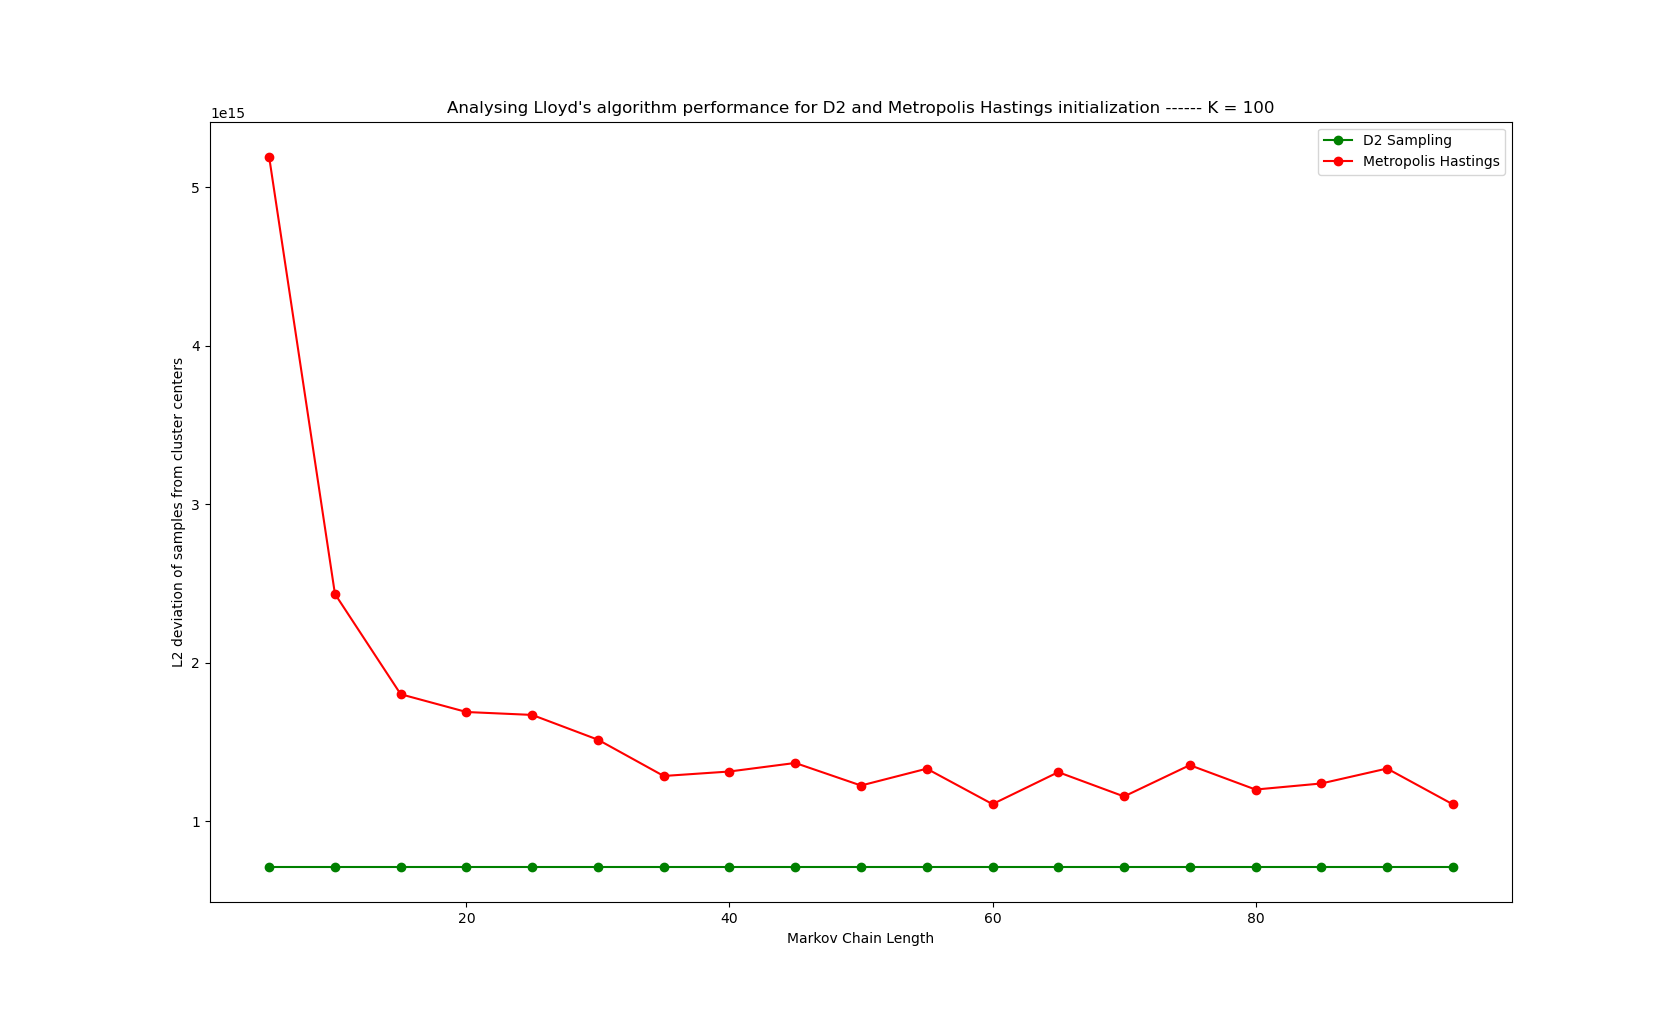 Analysing Lloyd's algorithm performance for D2 and Metropolis Hastings initialization ------ K = 100
1e15
D2 Sampling
Metropolis Hastings
5
4
3
2
1
L2 deviation of samples from cluster centers
20
40
60
80
Markov Chain Length